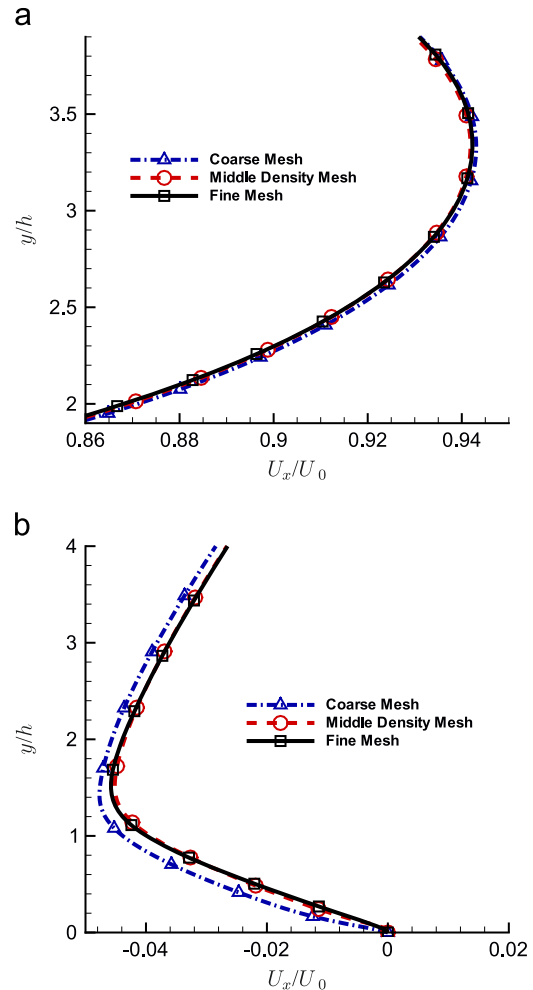 a
3.5
3
2.5
2
y/h
Coarse Mesh
Middle Density Mesh
Fine Mesh
0.86 0.88 0.9 0.92 0.94
U_x/U_0
b
4
3
2
1
0
y/h
Coarse Mesh
Middle Density Mesh
Fine Mesh
-0.04 -0.02 0 0.02
U_x/U_0